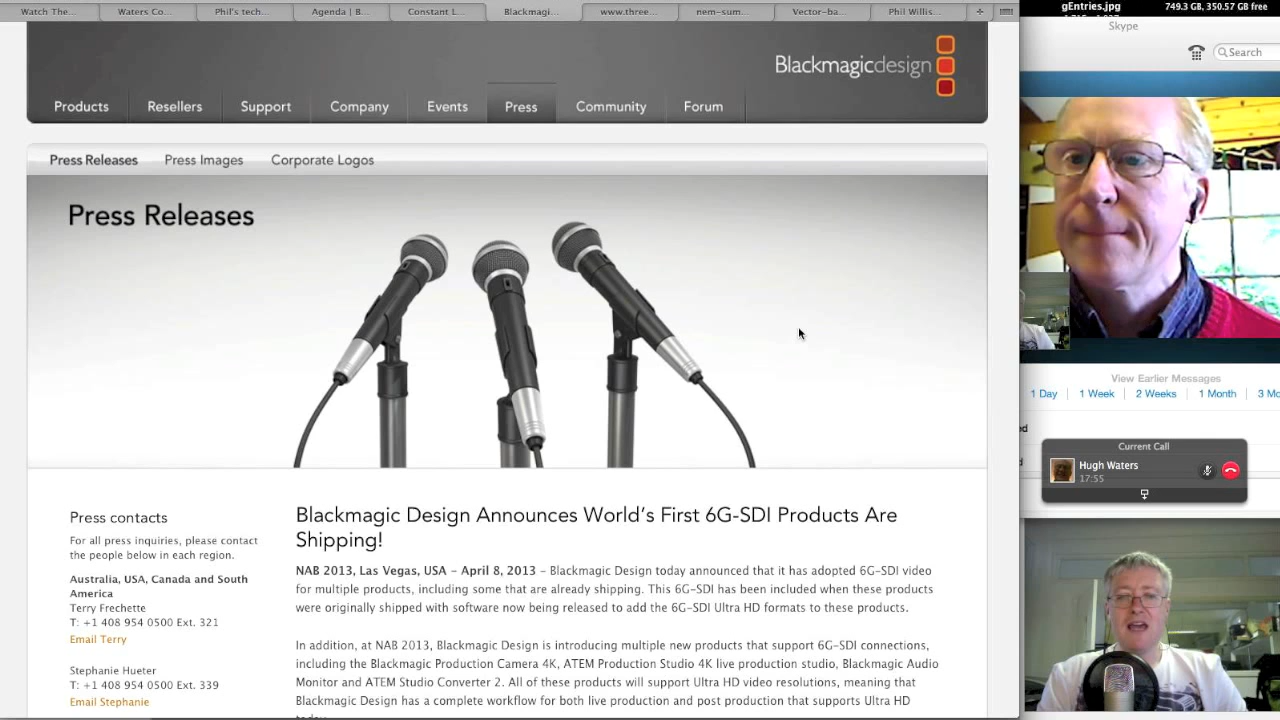 Watch The...
Waters Co...
Phil's tech...
Agenda | B...
Constant L...
Blackmagi...
www.three...
nem-sum...
Vector-ba...
Phil Willis...
gEntries.jpg
749.3 GB, 350.57 GB free
Skype
Search
Blackmagicdesign
Products
Resellers
Support
Company
Events
Press
Community
Forum
Press Releases
Press Images
Corporate Logos
Press Releases
View Earlier Messages
1 Day
1 Week
2 Weeks
1 Month
3 Mo
Current Call
Hugh Waters
17:55
Press contacts
For all press inquiries, please contact
the people below in each region.
Australia, USA, Canada and South
America
Terry Frechette
T: +1 408 954 0500 Ext. 321
Email Terry
Stephanie Hueter
T: +1 408 954 0500 Ext. 339
Email Stephanie
Blackmagic Design Announces World's First 6G-SDI Products Are
Shipping!
NAB 2013, Las Vegas, USA – April 8, 2013 – Blackmagic Design today announced that it has adopted 6G-SDI video
for multiple products, including some that are already shipping. This 6G-SDI has been included when these products
were originally shipped with software now being released to add the 6G-SDI Ultra HD formats to these products.
In addition, at NAB 2013, Blackmagic Design is introducing multiple new products that support 6G-SDI connections,
including the Blackmagic Production Camera 4K, ATEM Production Studio 4K live production studio, Blackmagic Audio
Monitor and ATEM Studio Converter 2. All of these products will support Ultra HD video resolutions, meaning that
Blackmagic Design has a complete workflow for both live production and post production that supports Ultra HD